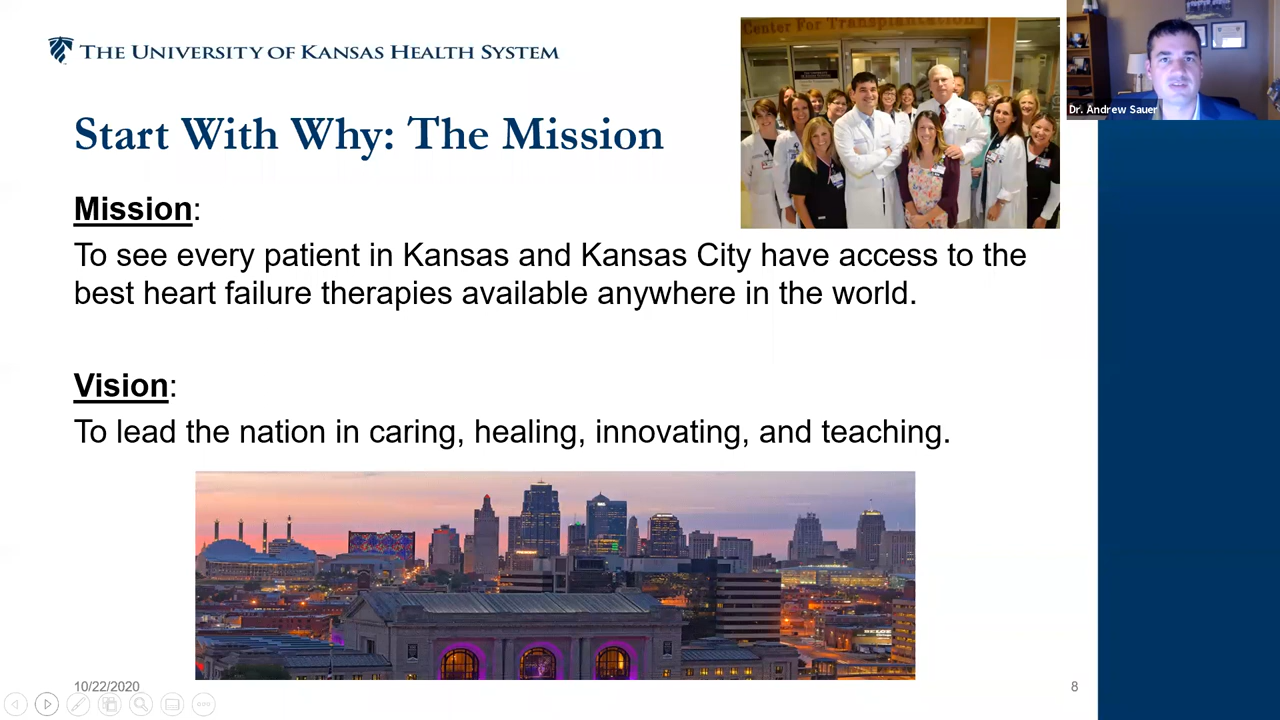 THE UNIVERSITY OF KANSAS HEALTH SYSTEM
Center For Transplantation
Dr. Andrew Sauer
Start With Why: The Mission
Mission:
To see every patient in Kansas and Kansas City have access to the
best heart failure therapies available anywhere in the world.
Vision:
To lead the nation in caring, healing, innovating, and teaching.
10/22/2020
8